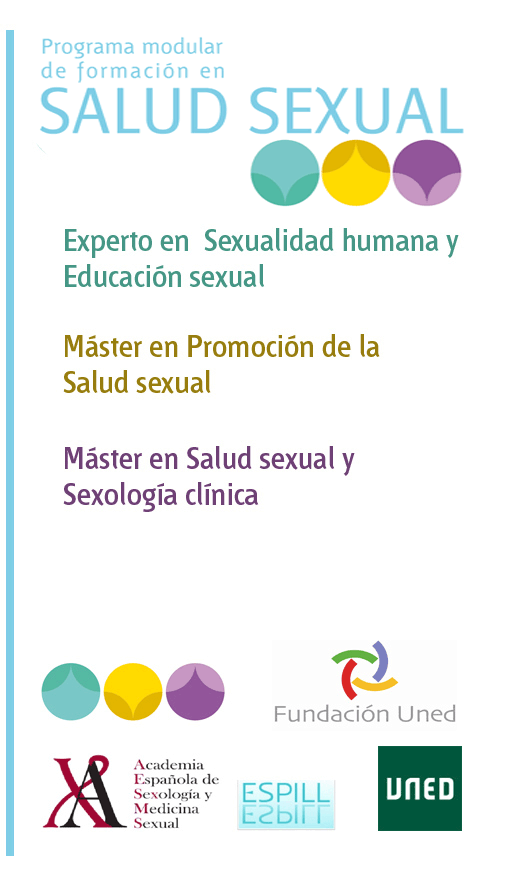 Programa modular
de formación en
SALUD SEXUAL
Experto en Sexualidad humana y
Educación sexual
Máster en Promoción de la
Salud sexual
Máster en Salud sexual y
Sexología clínica
Fundación Uned
Academia
Española de
Sexología y
Medicina
Sexual
ESPILL
UNED